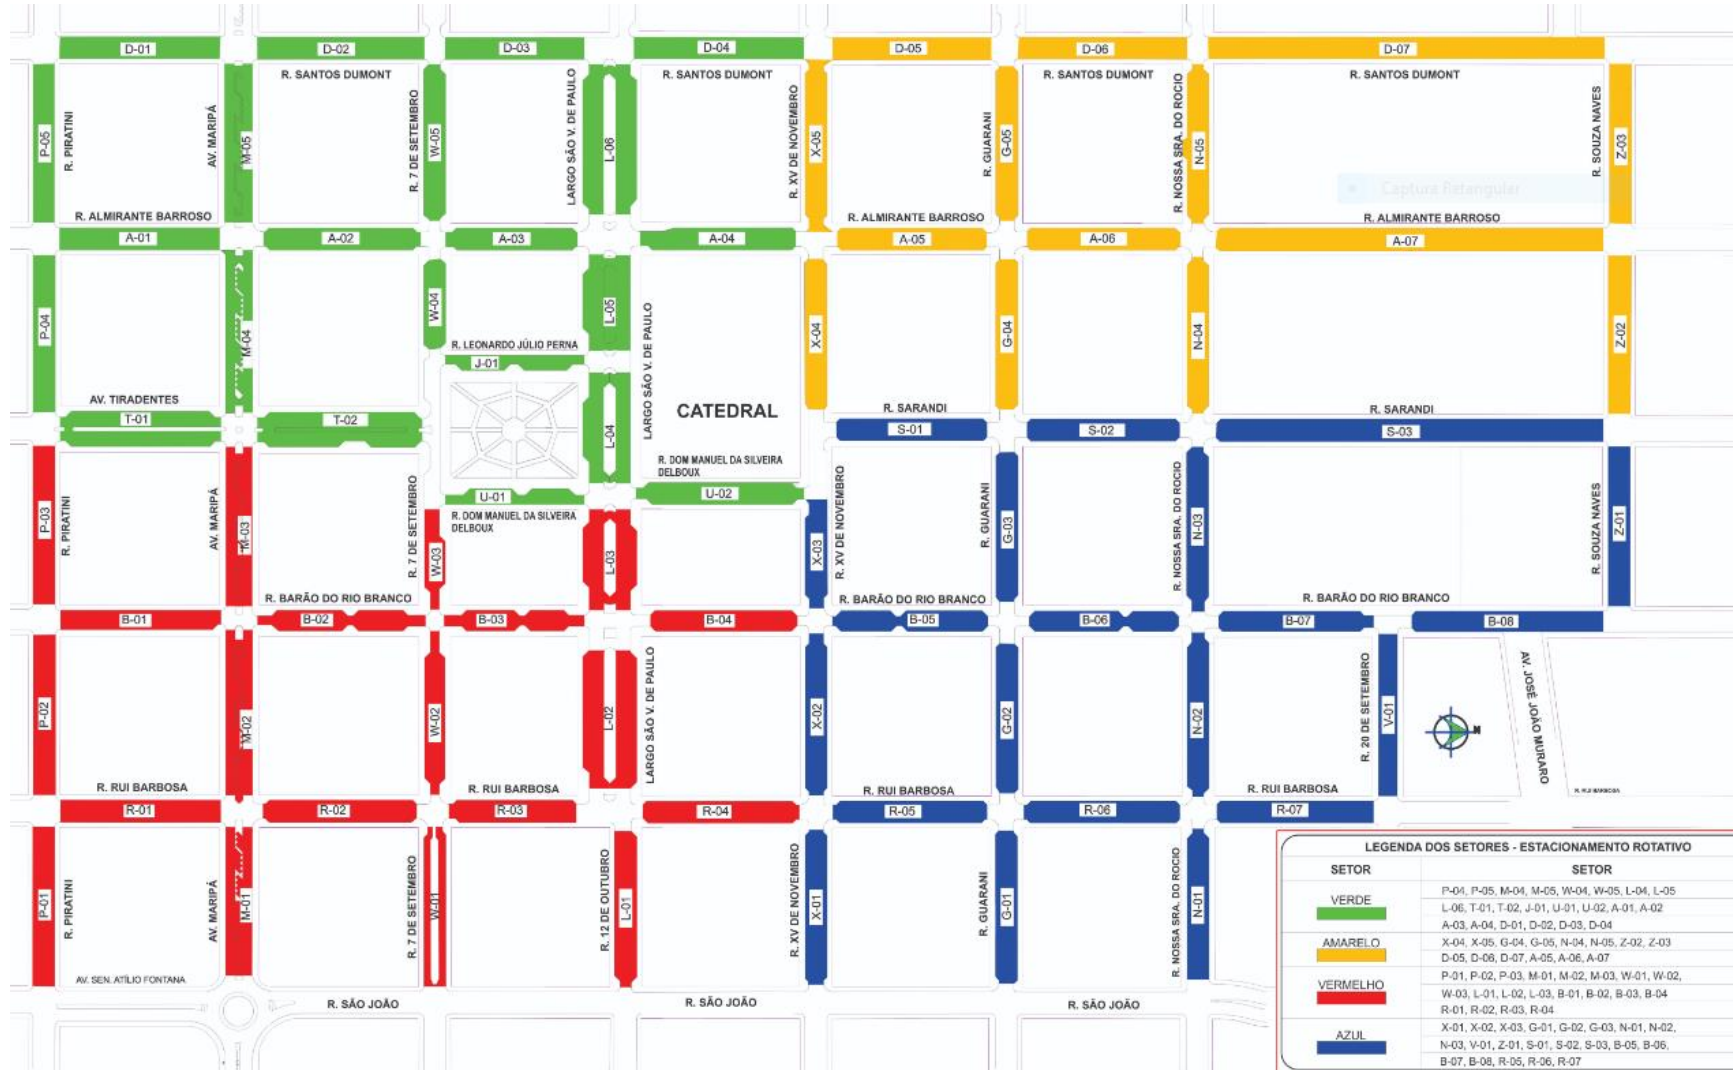 D-01
D-02
D-03
D-04
D-05
D-06
D-07
R. SANTOS DUMONT
R. SANTOS DUMONT
R. SANTOS DUMONT
R. SANTOS DUMONT
P-05
R. PIRATINI
AV. MARIPÁ
M-05
R. 7 DE SETEMBRO
W-05
LARGO SÃO V. DE PAULO
L-06
R. XV DE NOVEMBRO
X-05
R. GUARANI
G-05
R. NOSSA SRA. DO ROCIO
N-05
R. SOUZA NAVES
Z-03
Captura Retangular
R. ALMIRANTE BARROSO
R. ALMIRANTE BARROSO
R. ALMIRANTE BARROSO
A-01
A-02
A-03
A-04
A-05
A-06
A-07
P-04
M-04
W-04
L-05
LARGO SÃO V. DE PAULO
X-04
G-04
N-04
Z-02
R. LEONARDO JÚLIO PERNA
J-01
AV. TIRADENTES
CATEDRAL
R. SARANDI
R. SARANDI
T-01
T-02
L-04
S-01
S-02
S-03
R. DOM MANUEL DA SILVEIRA
DELBOUX
U-01
U-02
R. DOM MANUEL DA SILVEIRA
DELBOUX
P-03
R. PIRATINI
AV. MARIPÁ
M-03
R. 7 DE SETEMBRO
W-03
L-03
X-03
R. XV DE NOVEMBRO
R. GUARANI
G-03
R. NOSSA SRA. DO ROCIO
N-03
R. SOUZA NAVES
Z-01
R. BARÃO DO RIO BRANCO
R. BARÃO DO RIO BRANCO
R. BARÃO DO RIO BRANCO
B-01
B-02
B-03
B-04
B-05
B-06
B-07
B-08
P-02
M-02
W-02
L-02
LARGO SÃO V. DE PAULO
X-02
G-02
N-02
R. 20 DE SETEMBRO
V-01
N
AV. JOSÉ JOÃO MURARO
R. RUI BARBOSA
R. RUI BARBOSA
R. RUI BARBOSA
R. RUI BARBOSA
R. RUI BARBOSA
R-01
R-02
R-03
R-04
R-05
R-06
R-07
P-01
R. PIRATINI
AV. MARIPÁ
M-01
R. 7 DE SETEMBRO
W-01
R. 12 DE OUTUBRO
L-01
R. XV DE NOVEMBRO
X-01
R. GUARANI
G-01
R. NOSSA SRA. DO ROCIO
N-01
AV. SEN. ATÍLIO FONTANA
R. SÃO JOÃO
R. SÃO JOÃO
R. SÃO JOÃO
LEGENDA DOS SETORES - ESTACIONAMENTO ROTATIVO
SETOR
SETOR
VERDE
P-04, P-05, M-04, M-05, W-04, W-05, L-04, L-05
L-06, T-01, T-02, J-01, U-01, U-02, A-01, A-02
A-03, A-04, D-01, D-02, D-03, D-04
AMARELO
X-04, X-05, G-04, G-05, N-04, N-05, Z-02, Z-03
D-05, D-06, D-07, A-05, A-06, A-07
VERMELHO
P-01, P-02, P-03, M-01, M-02, M-03, W-01, W-02,
W-03, L-01, L-02, L-03, B-01, B-02, B-03, B-04
R-01, R-02, R-03, R-04
AZUL
X-01, X-02, X-03, G-01, G-02, G-03, N-01, N-02,
N-03, V-01, Z-01, S-01, S-02, S-03, B-05, B-06,
B-07, B-08, R-05, R-06, R-07